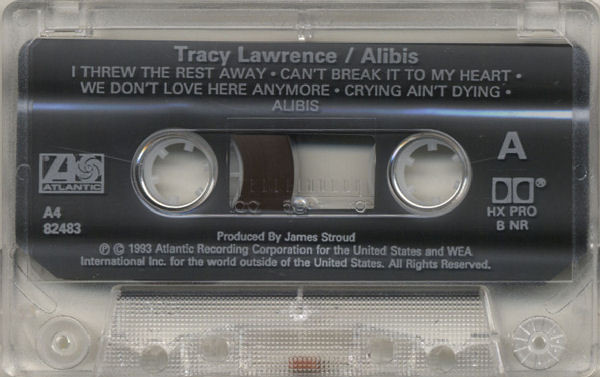 Tracy Lawrence / Alibis
I THREW THE REST AWAY • CAN'T BREAK IT TO MY HEART •
WE DON'T LOVE HERE ANYMORE • CRYING AIN'T DYING •
ALIBIS
A
ATLANTIC
A4
82483
HX PRO
B NR
Produced By James Stroud
℗ © 1993 Atlantic Recording Corporation for the United States and WEA
International Inc. for the world outside of the United States. All Rights Reserved.